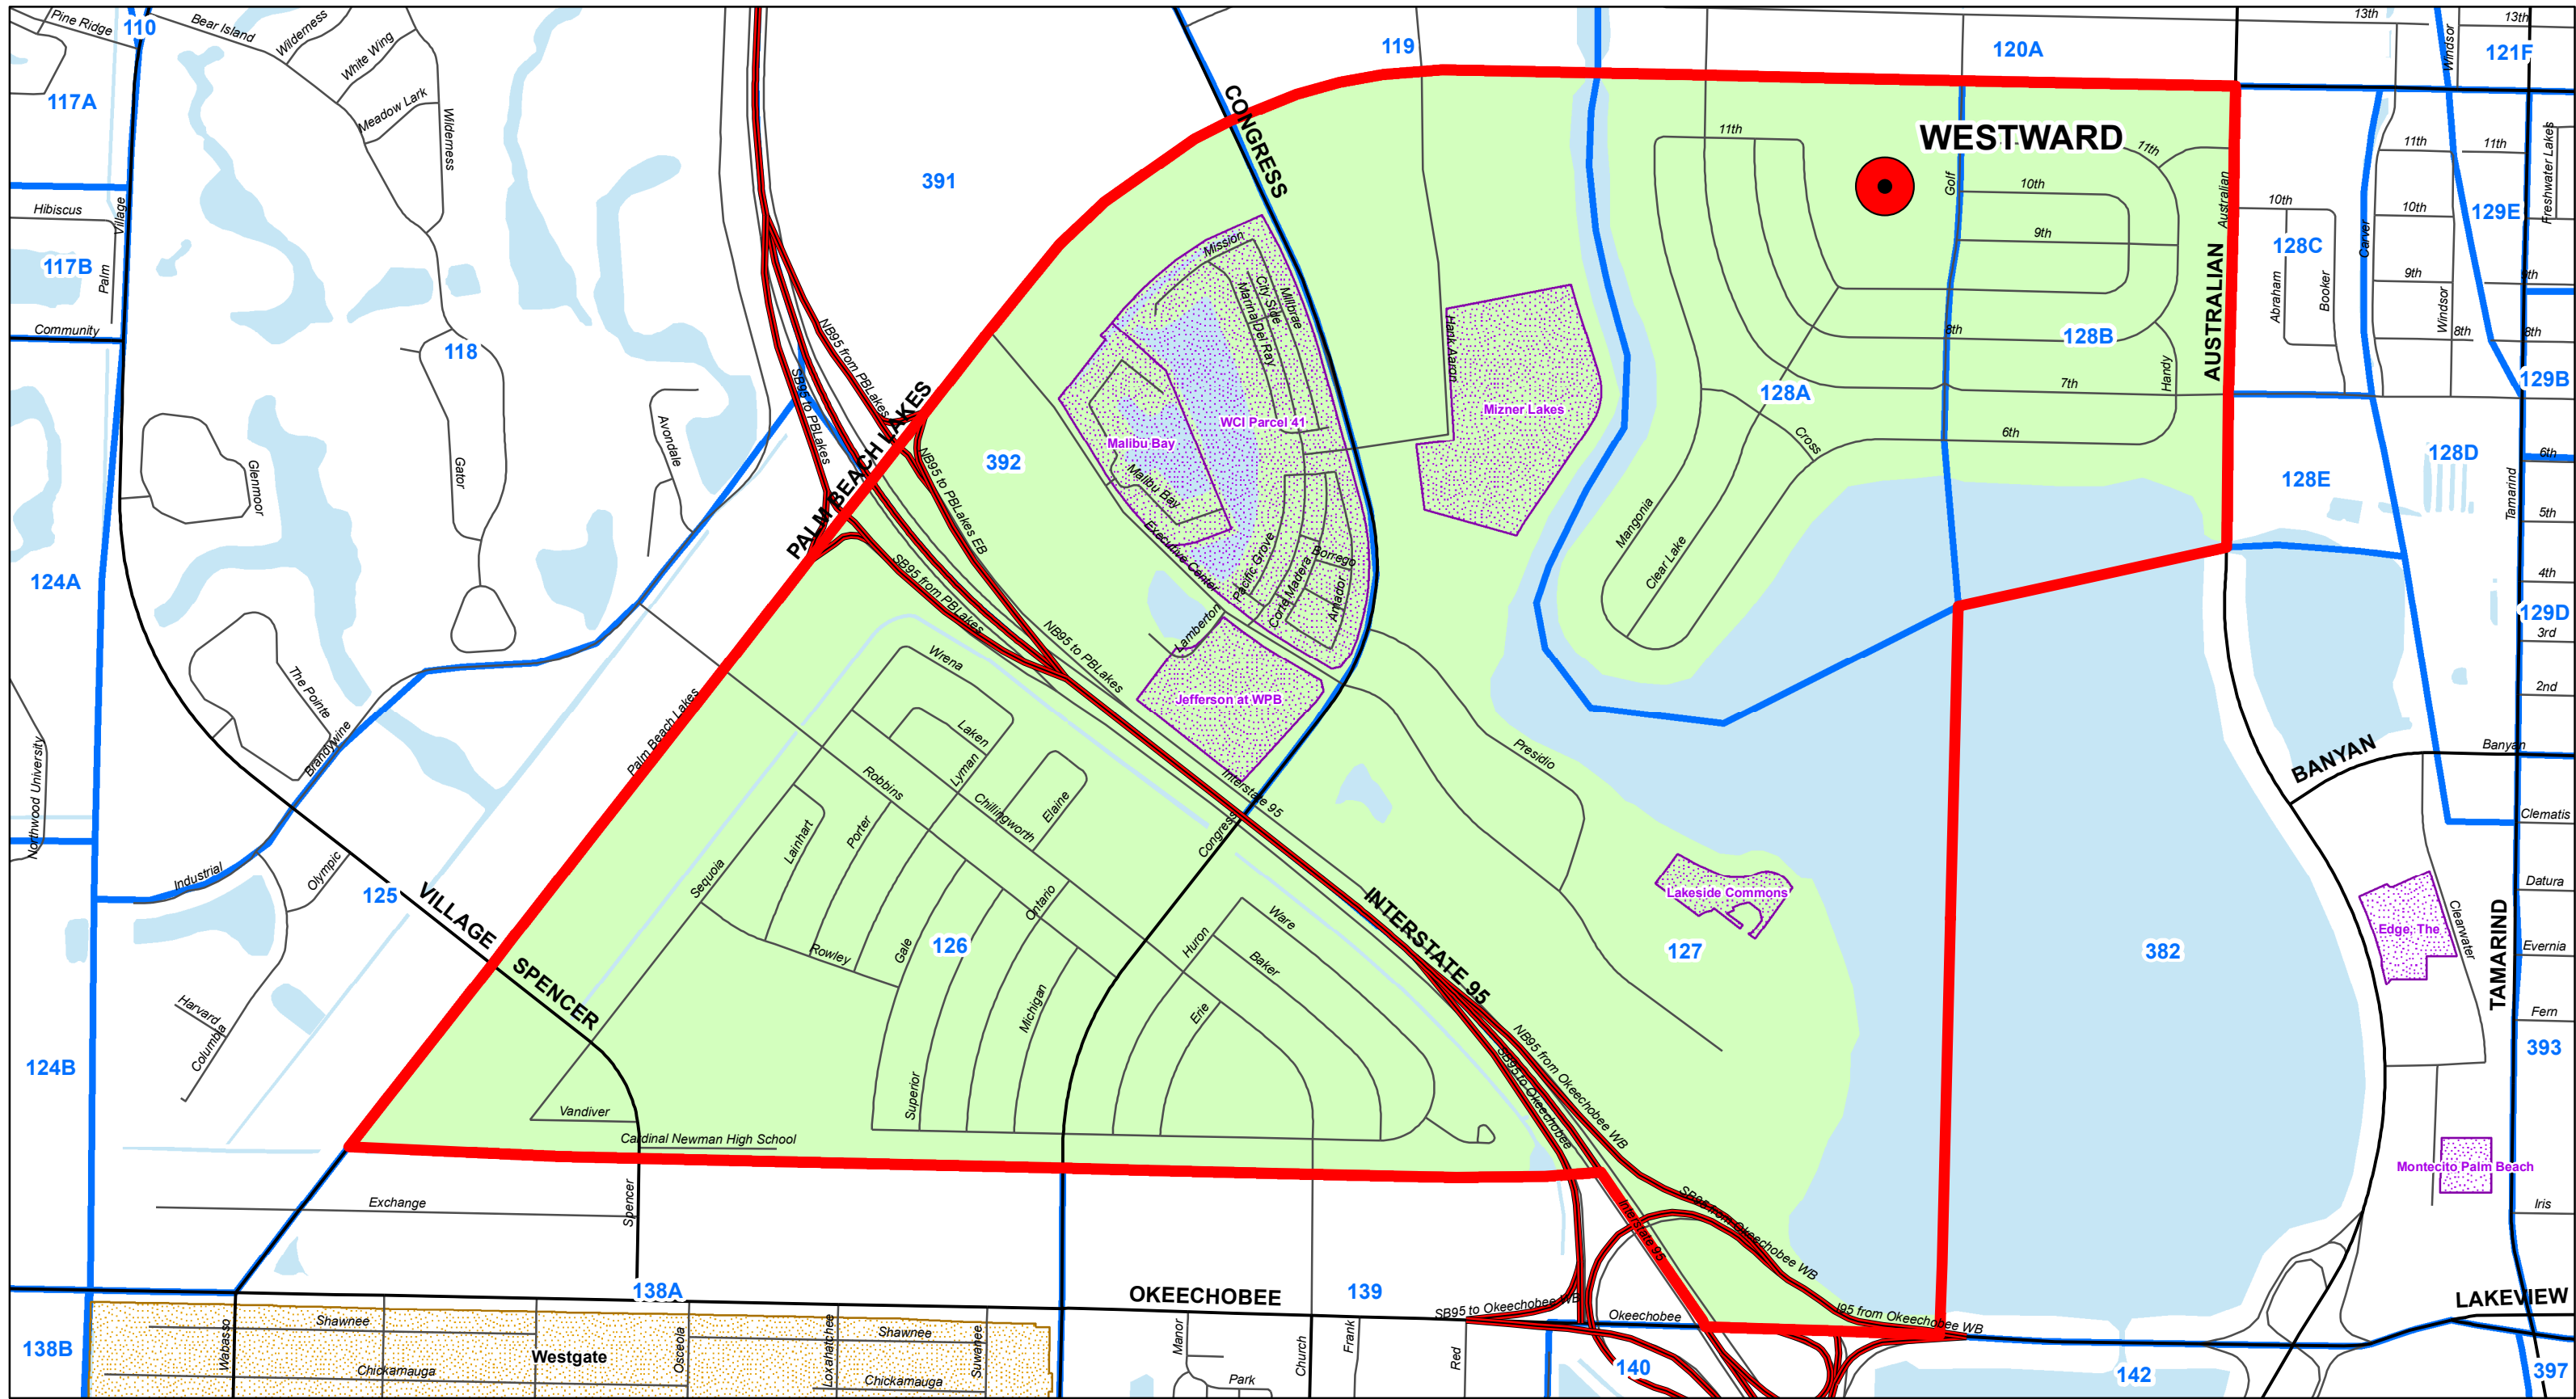 Pine Ridge
110
Bear Island
Wilderness
White Wing
Meadow Lark
Wilderness
117A
Hibiscus
Village
117B
Palm
Community
118
391
119
CONGRESS
120A
13th
Windsor
13th
121F
WESTWARD
11th
11th
Golf
10th
9th
Australian
AUSTRALIAN
8th
128B
128A
7th
Handy
6th
Cross
Mangonia
Clear Lake
10th
128C
Carver
Abraham
Booker
11th
11th
10th
9th
9th
Windsor
8th
8th
129E
Freshwater Lakes
129B
128D
128E
6th
Tamarind
5th
4th
129D
3rd
2nd
Mission
City Side
Milbrae
Marina
Del Ray
WCI Parcel 41
Malibu Bay
Malibu Bay
Executive Center
Pacific Grove
Corte Madera
Borrego
Amador
Lamberton
Jefferson at WPB
Hank Aaron
Mizner Lakes
NB95 from PBLakes
SB95 to PBLakes
PALM BEACH LAKES
392
NB95 to PBLakes EB
SB95 from PBLakes
NB95 to PBLakes
Avondale
Gator
Glenmoor
124A
The Pointe
Brandywine
Northwood University
Industrial
Olympic
125
VILLAGE
SPENCER
Harvard
Columbia
124B
Palm Beach Lakes
Wrena
Laken
Lyman
Robbins
Chillingworth
Elaine
Lainhart
Porter
Sequoia
Rowley
Gale
126
Ontario
Michigan
Superior
Huron
Ware
Baker
Erie
Congress
Interstate 95
INTERSTATE 95
Presidio
Lakeside Commons
127
382
BANYAN
Banyan
Clematis
Datura
Edge, The
Clearwater
TAMARIND
Evernia
Fern
393
Montecito Palm Beach
Iris
NB95 from Okeechobee WB
SB95 to Okeechobee
SB95 from Okeechobee WB
Interstate 95
Vandiver
Cardinal Newman High School
Exchange
Spencer
138A
OKEECHOBEE
139
SB95 to Okeechobee WB
Okeechobee
I95 from Okeechobee WB
LAKEVIEW
138B
Wabasso
Shawnee
Chickamauga
Westgate
Osceola
Loxahatchee
Shawnee
Chickamauga
Suwanee
Manor
Park
Church
Frank
Red
140
142
397